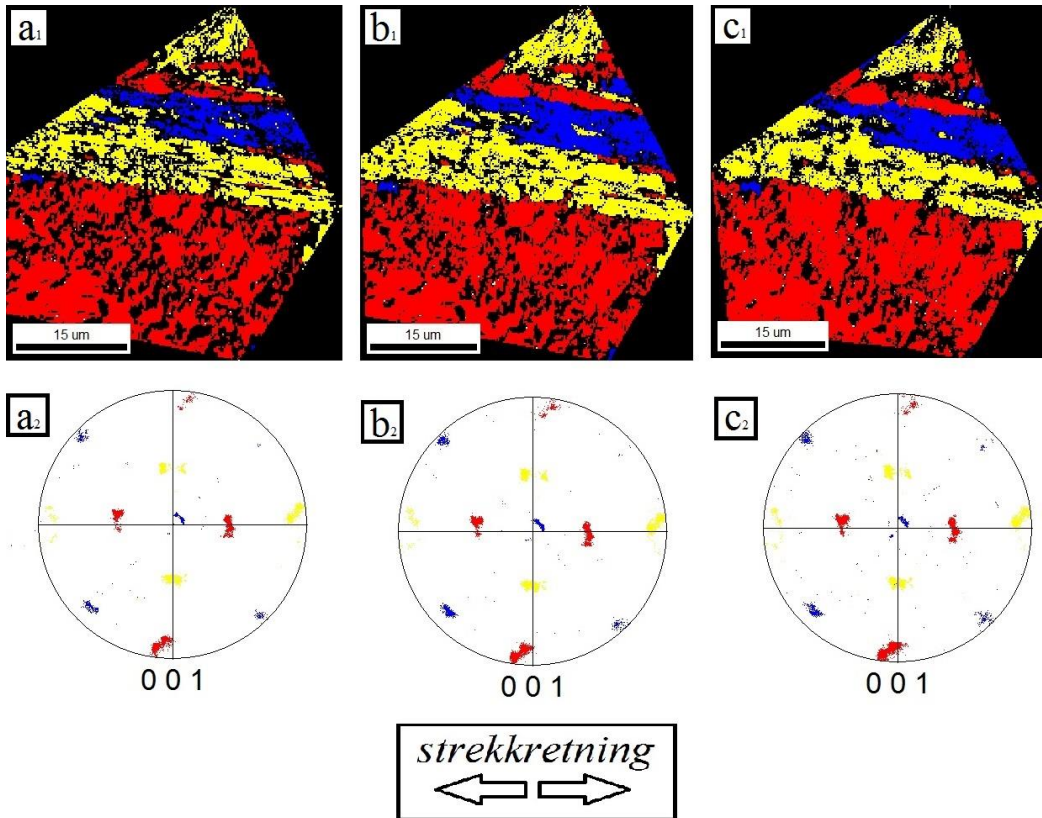 a₁
b₁
c₁
15 um
15 um
15 um
a₂
b₂
c₂
0 0 1
0 0 1
0 0 1
strekkretning